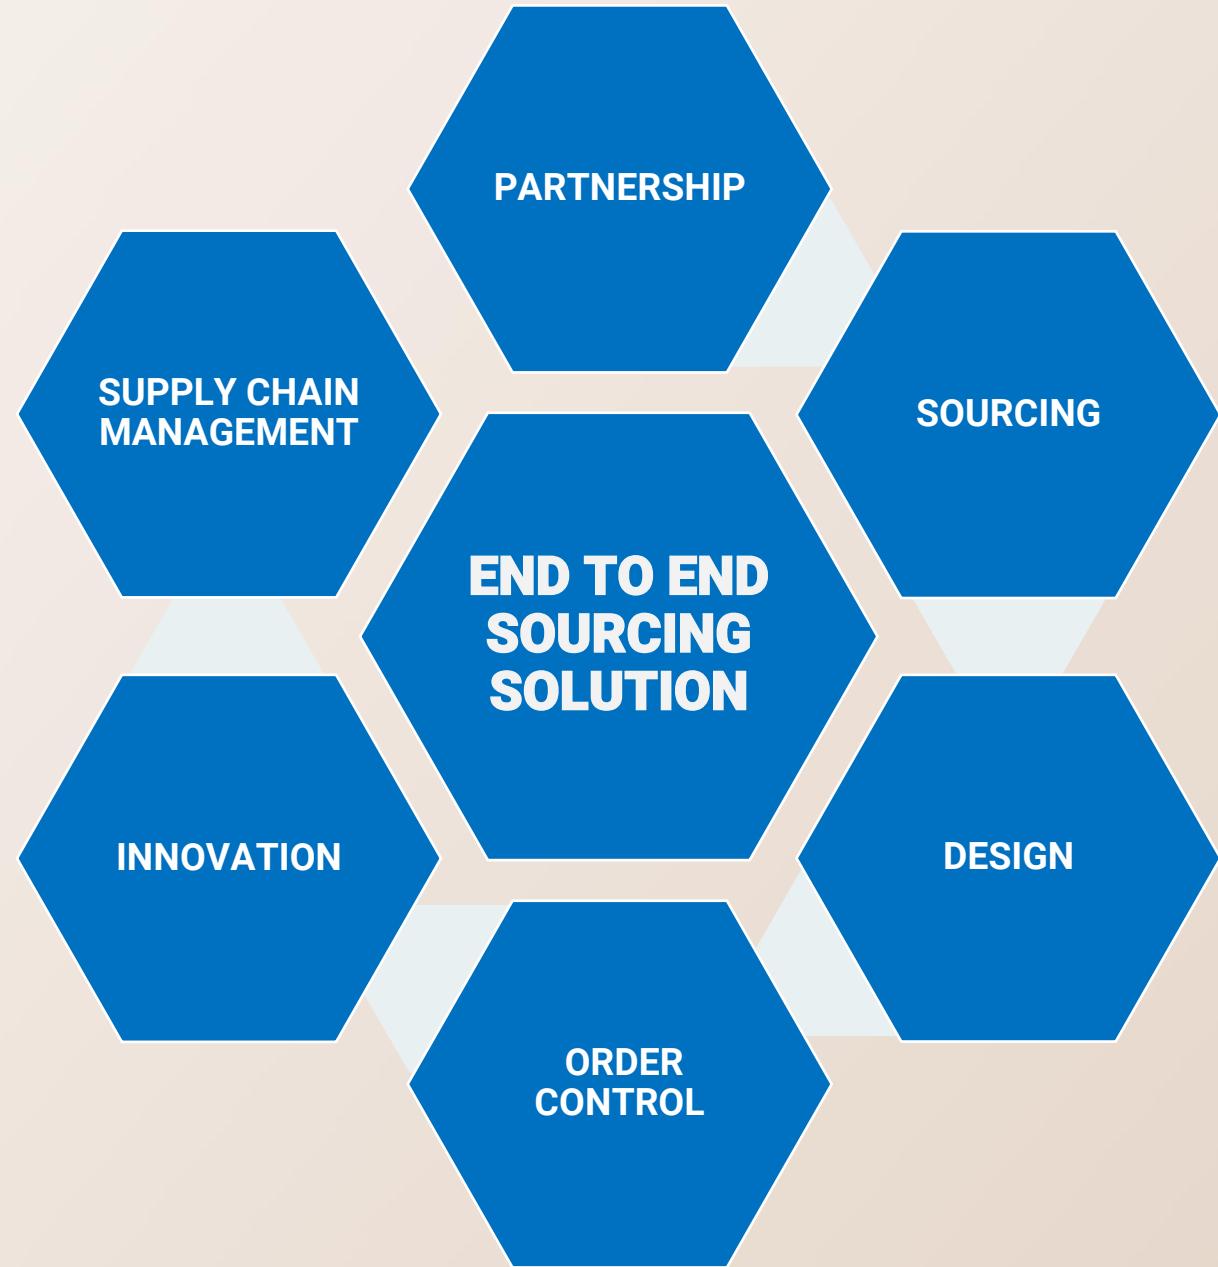 PARTNERSHIP
SUPPLY CHAIN
MANAGEMENT
SOURCING
END TO END
SOURCING
SOLUTION
INNOVATION
DESIGN
ORDER
CONTROL